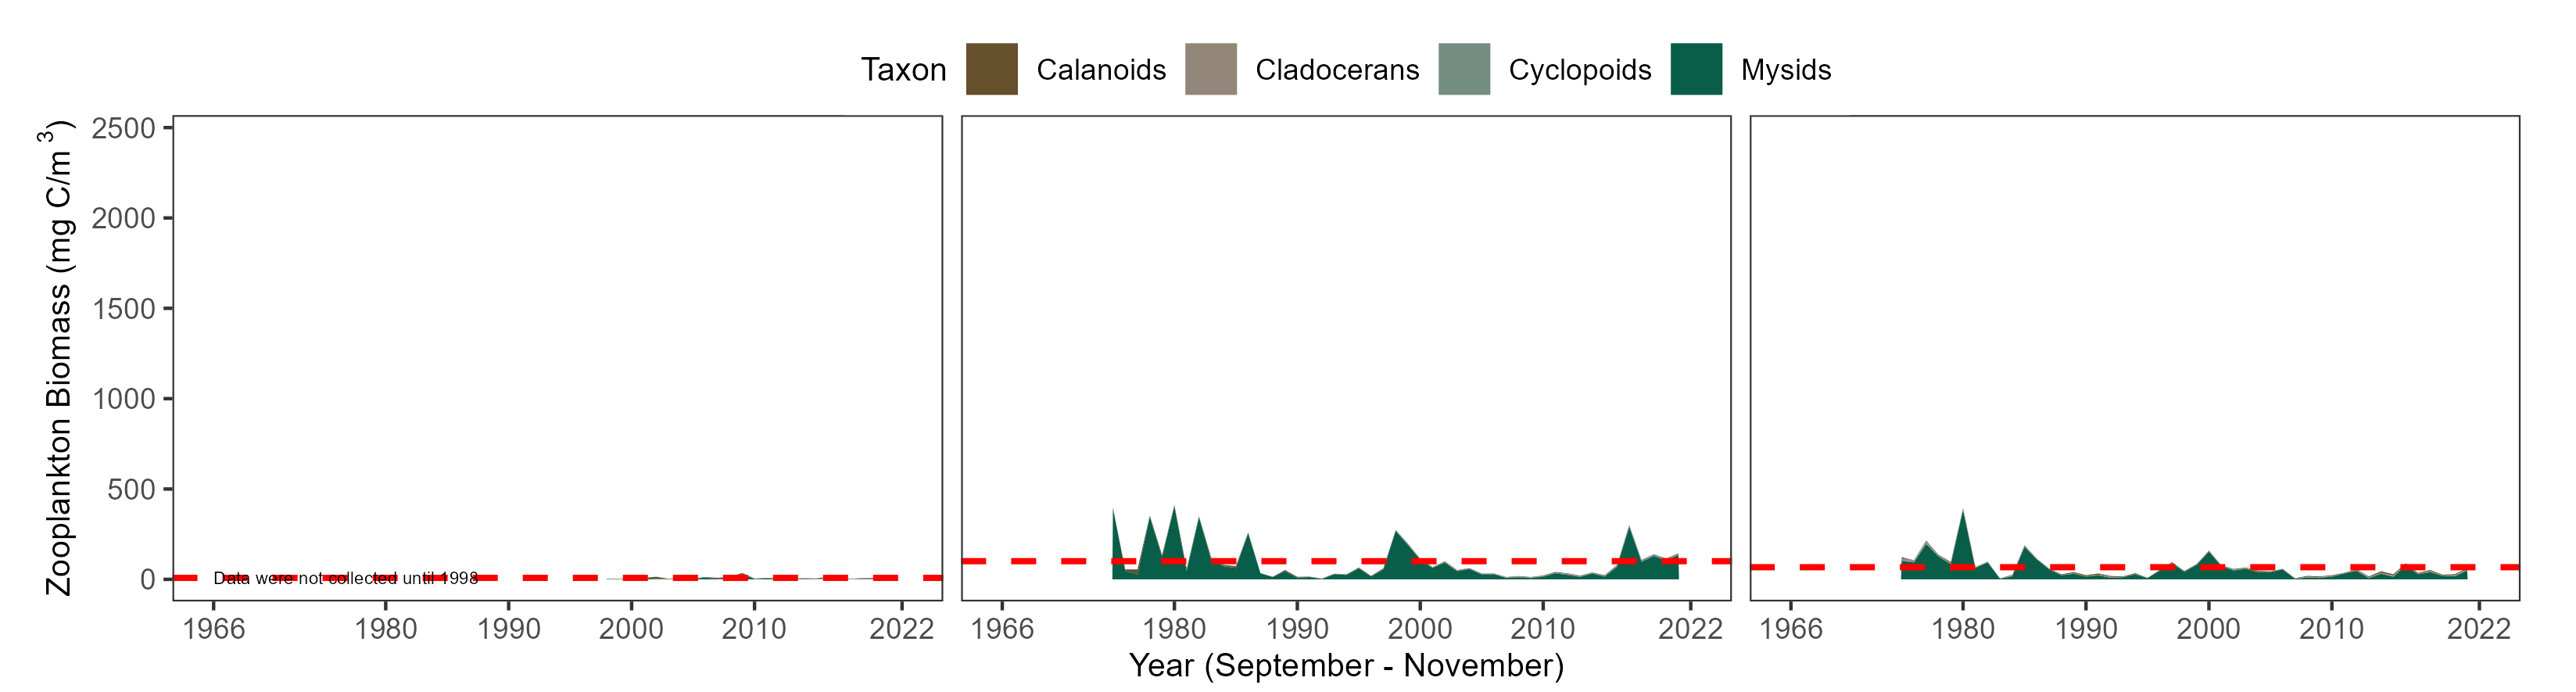 Taxon Calanoids Cladocerans Cyclopoids Mysids
Zooplankton Biomass (mg C/m³)
2500
2000
1500
1000
500
0
Data were not collected until 1998
1966 1980 1990 2000 2010 2022
1966 1980 1990 2000 2010 2022
1966 1980 1990 2000 2010 2022
Year (September - November)